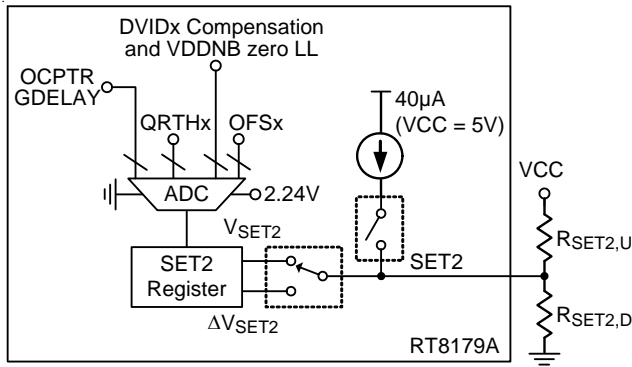 DVIDx Compensation
and VDDNB zero LL
OCPTR
GDELAY
QRTHx
OFSx
40µA
(VCC = 5V)
VCC
ADC
2.24V
VSET2
RSET2,U
SET2
Register
SET2
ΔVSET2
RSET2,D
RT8179A